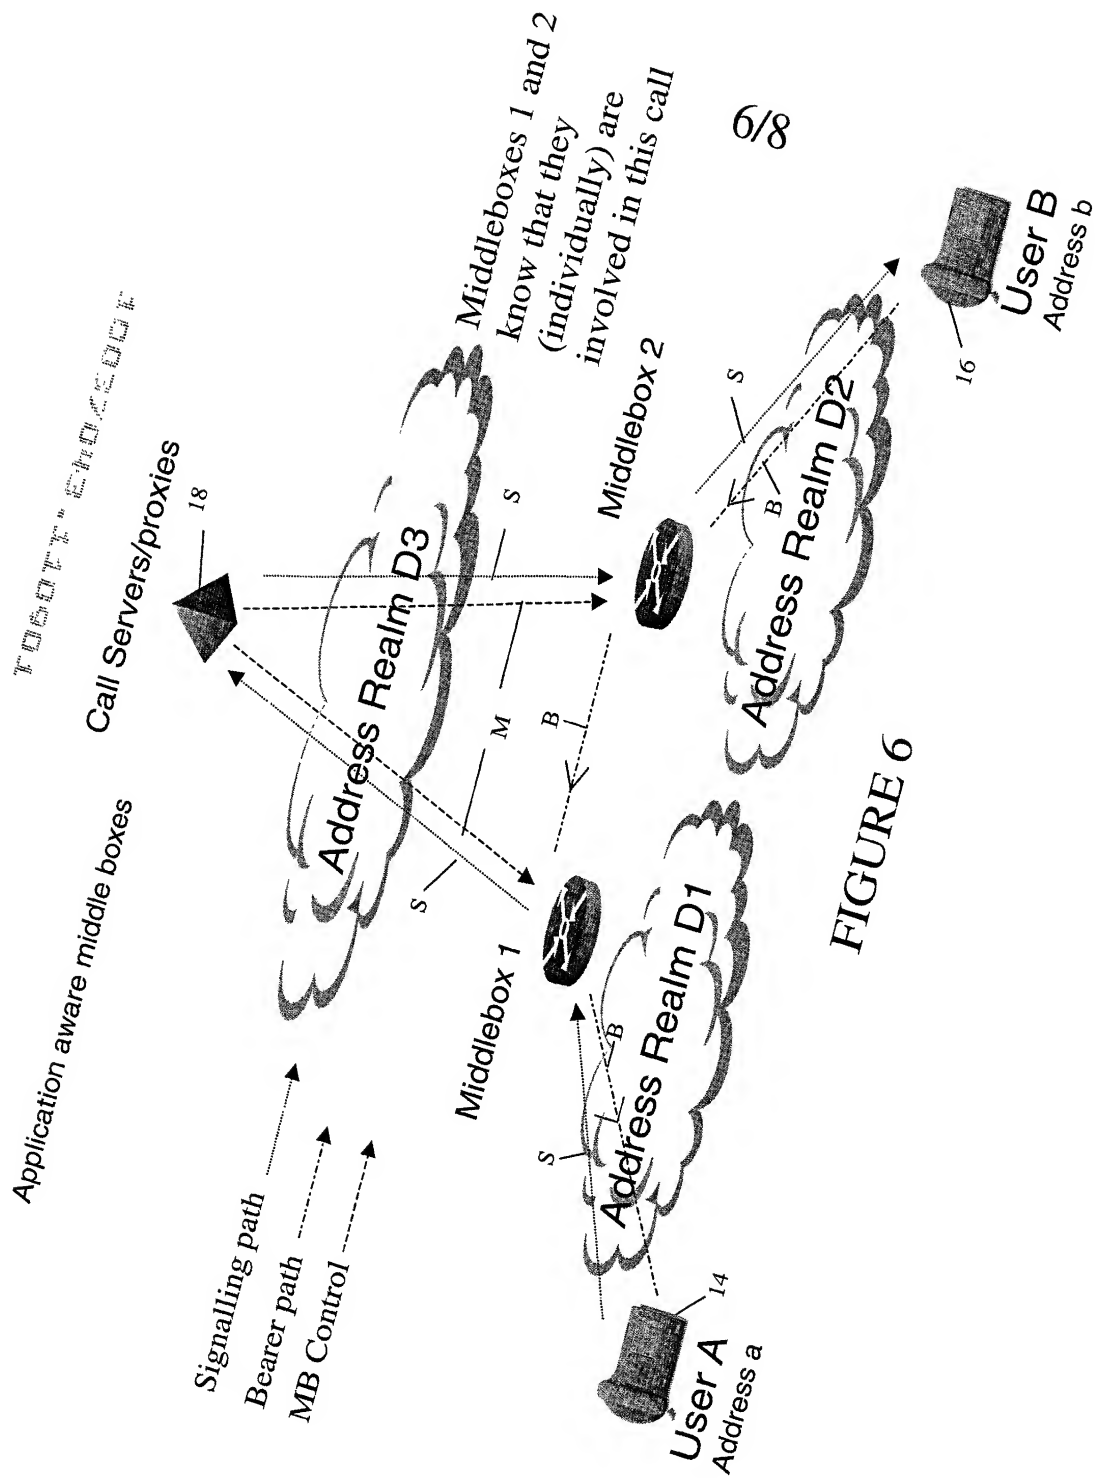 Application aware middle boxes
Call Servers/proxies
18
Signalling path
Bearer path
MB Control
Address Realm D3
Middleboxes 1 and 2
know that they
(individually) are
involved in this call
6/8
S
M
S
B
Middlebox 1
Middlebox 2
S
B
S
B
Address Realm D1
Address Realm D2
14
User A
Address a
16
User B
Address b
FIGURE 6